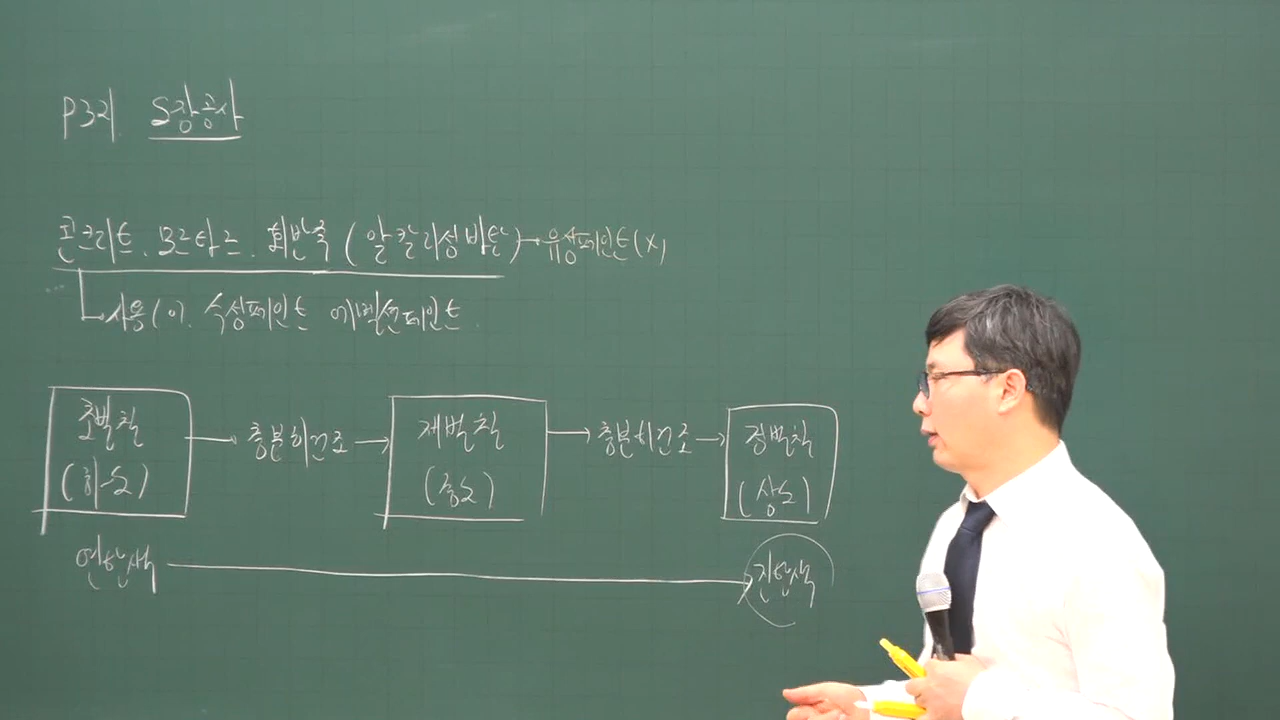 P321 도장공사
콘크리트. 모르타르. 회반죽 (알칼리성바탕) → 유성페인트(X)
사용(O). 수성페인트 에멀션페인트.
초벌칠 → 충분히건조 → 재벌칠 → 충분히건조 → 정벌칠
(하도) (중도) (상도)
연한색 → 진한색